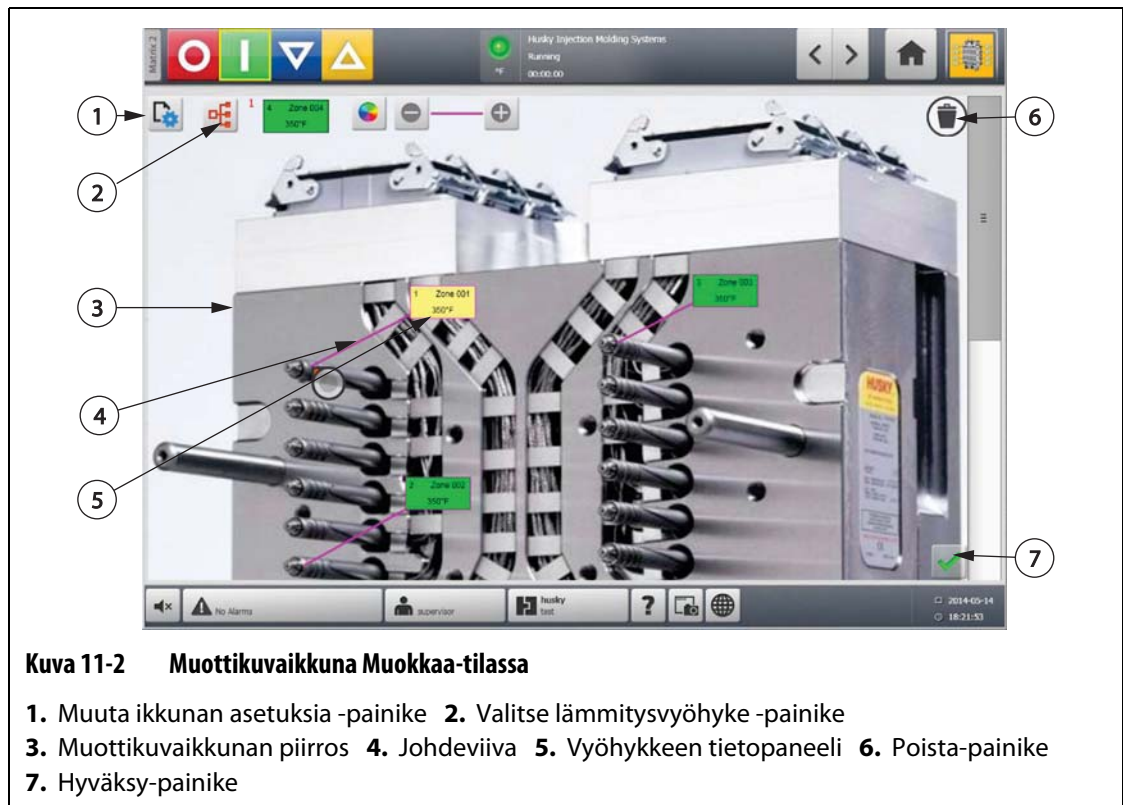 Matrix 2
Husky Injection Molding Systems
Running
°F
00:00:00
1
2
3
4
5
6
7
1
4 Zone 004
350°F
1 Zone 001
350°F
3 Zone 003
350°F
2 Zone 002
350°F
HUSKY
No Alarms
supervisor
husky
test
?
2014-05-14
18:21:53
Kuva 11-2 Muottikuvaikkuna Muokkaa-tilassa
1. Muuta ikkunan asetuksia -painike 2. Valitse lämmitysvyöhyke -painike
3. Muottikuvaikkunan piirros 4. Johdeviiva 5. Vyöhykkeen tietopaneeli 6. Poista-painike
7. Hyväksy-painike